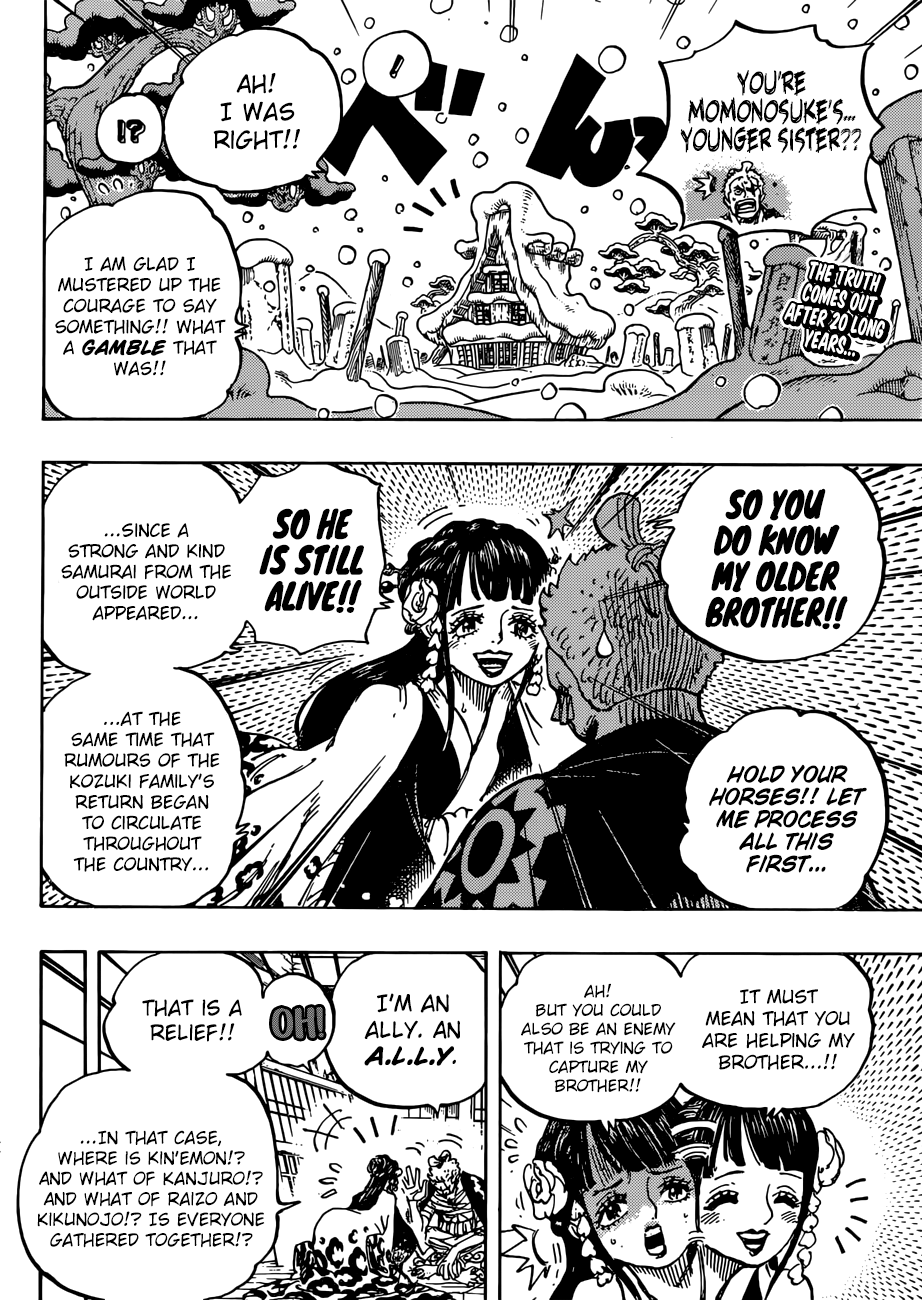 YOU'RE
MOMONOSUKE'S...
YOUNGER SISTER??
THE TRUTH
COMES OUT
AFTER 20 LONG
YEARS...
べん?
!
AH!
I WAS
RIGHT!!
!?
I AM GLAD I
MUSTERED UP THE
COURAGE TO SAY
SOMETHING!! WHAT
A GAMBLE THAT
WAS!!
SO YOU
DO KNOW
MY OLDER
BROTHER!!
HOLD YOUR
HORSES!! LET
ME PROCESS
ALL THIS
FIRST...
SO HE
IS STILL
ALIVE!!
...SINCE A
STRONG AND KIND
SAMURAI FROM THE
OUTSIDE WORLD
APPEARED...
...AT THE
SAME TIME THAT
RUMOURS OF THE
KOZUKI FAMILY'S
RETURN BEGAN
TO CIRCULATE
THROUGHOUT
THE COUNTRY...
IT MUST
MEAN THAT YOU
ARE HELPING MY
BROTHER...!!
AH!
BUT YOU COULD
ALSO BE AN ENEMY
THAT IS TRYING TO
CAPTURE MY
BROTHER!!
I'M AN
ALLY. AN
A.L.L.Y.
OH!
THAT IS A
RELIEF!!
...IN THAT CASE,
WHERE IS KIN'EMON!?
AND WHAT OF KANJURO!?
AND WHAT OF RAIZO AND
KIKUNOJO!? IS EVERYONE
GATHERED TOGETHER!?